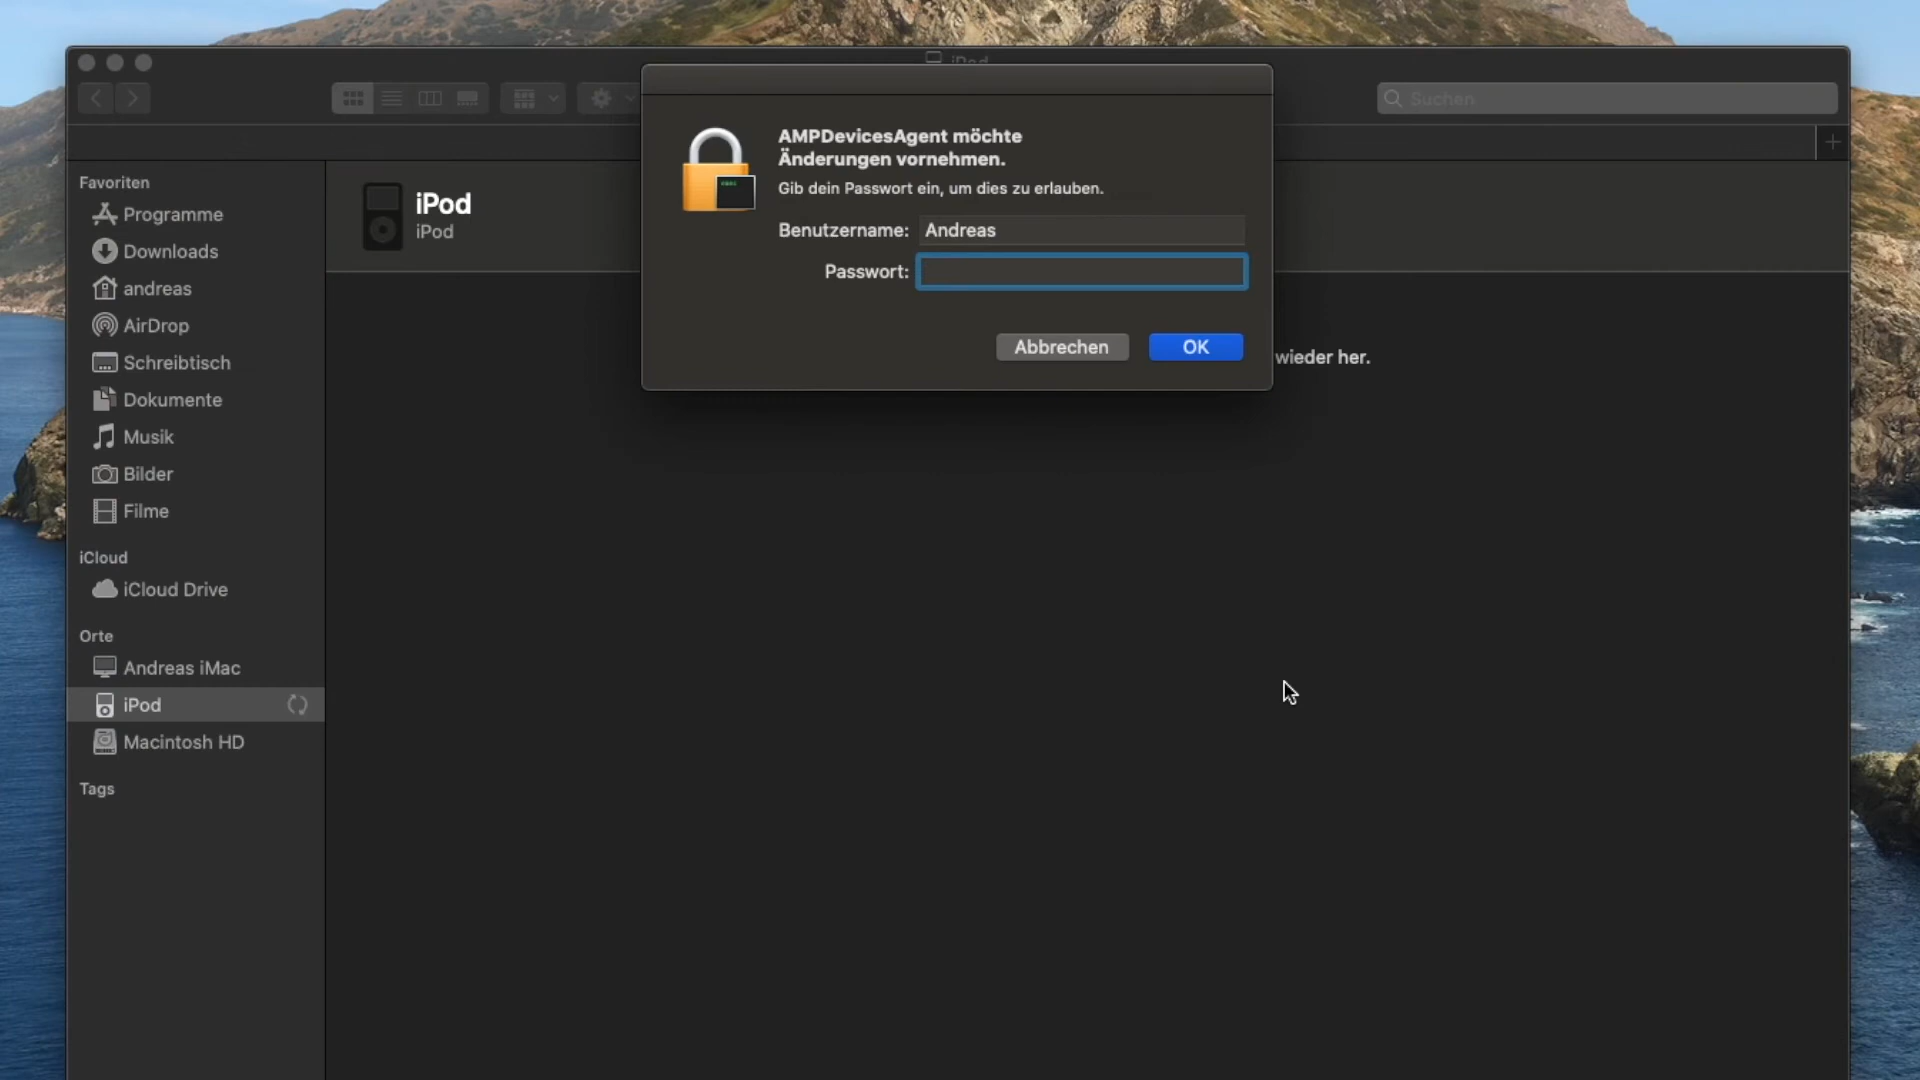 iPod
Suchen
AMPDevicesAgent möchte
Änderungen vornehmen.
Gib dein Passwort ein, um dies zu erlauben.
Benutzername: Andreas
Passwort:
Abbrechen
OK
Favoriten
Programme
Downloads
andreas
AirDrop
Schreibtisch
Dokumente
Musik
Bilder
Filme
iCloud
iCloud Drive
Orte
Andreas iMac
iPod
Macintosh HD
Tags
iPod
iPod
wieder her.